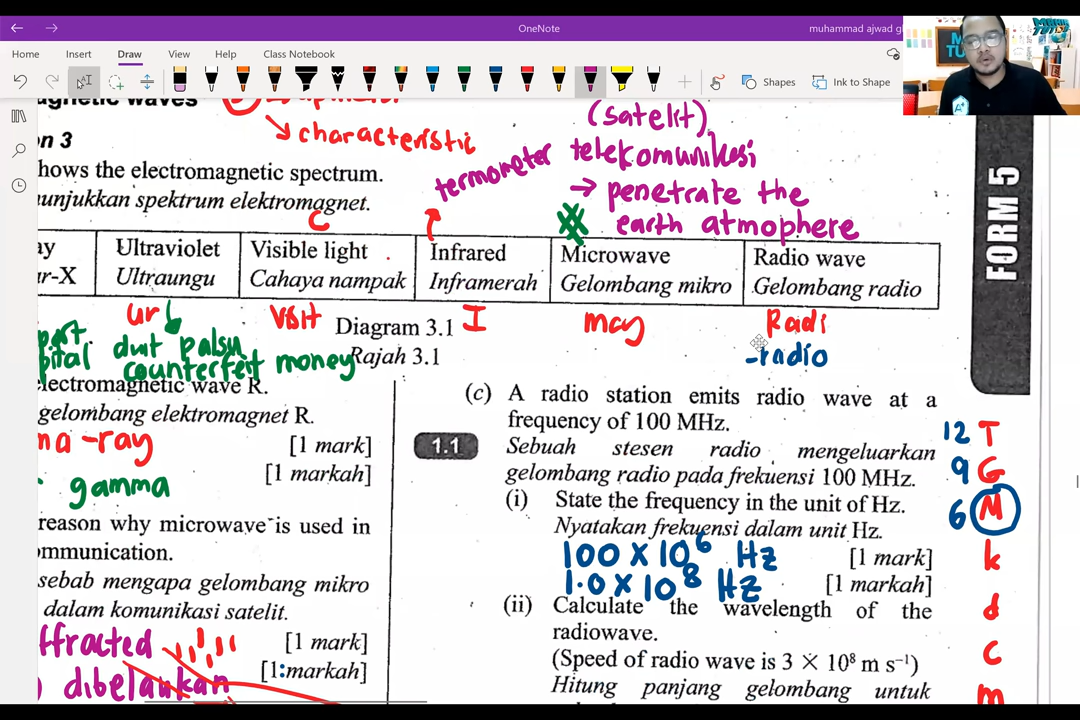 OneNote
muhammad ajwad gh
Home Insert Draw View Help Class Notebook
Shapes Ink to Shape
agnetic waves
characteristic
(satelit)
telekomunikasi
termometer
→ penetrate the
earth atmophere
n 3
hows the electromagnetic spectrum.
unjukkan spektrum elektromagnet.
C
ay Ultraviolet Visible light Infrared Microwave Radio wave
ur-X Ultraungu Cahaya nampak Inframerah Gelombang mikro Gelombang radio
ur visit I may Radi
Diagram 3.1
Rajah 3.1
-radio
duit palsu
counterfeit money
pital
electromagnetic wave R.
gelombang elektromagnet R.
ma-ray
[1 mark]
[1 markah]
gamma
reason why microwave is used in
ommunication.
sebab mengapa gelombang mikro
dalam komunikasi satelit.
ffracted
[1 mark]
[1 markah]
dibelaukan
1.1
(c) A radio station emits radio wave at a
frequency of 100 MHz.
Sebuah stesen radio mengeluarkan
gelombang radio pada frekuensi 100 MHz.
(i) State the frequency in the unit of Hz.
Nyatakan frekuensi dalam unit Hz.
100 × 10⁶ Hz
[1 mark]
1.0 × 10⁸ Hz
[1 markah]
(ii) Calculate the wavelength of the
radiowave.
(Speed of radio wave is 3 × 10⁸ m s⁻¹)
Hitung panjang gelombang untuk
FORM 5
12 T
9 G
6 M
k
d
c
m